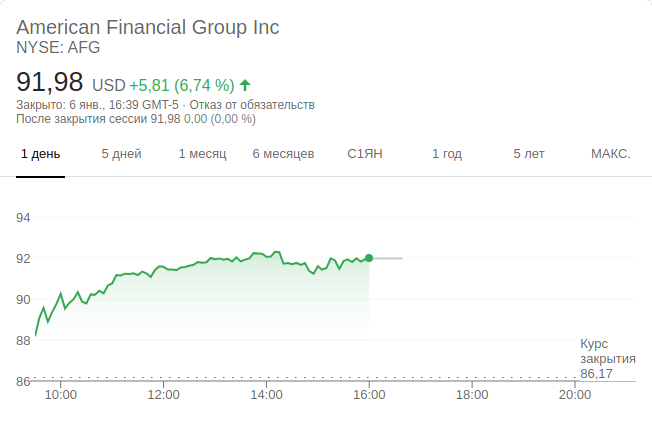 American Financial Group Inc
NYSE: AFG
91,98 USD +5,81 (6,74 %)
Закрыто: 6 янв., 16:39 GMT-5 · Отказ от обязательств
После закрытия сессии 91,98 0,00 (0,00 %)
1 день 5 дней 1 месяц 6 месяцев С1ЯН 1 год 5 лет МАКС.
94
92
90
88
Курс
закрытия
86,17
86
10:00 12:00 14:00 16:00 18:00 20:00